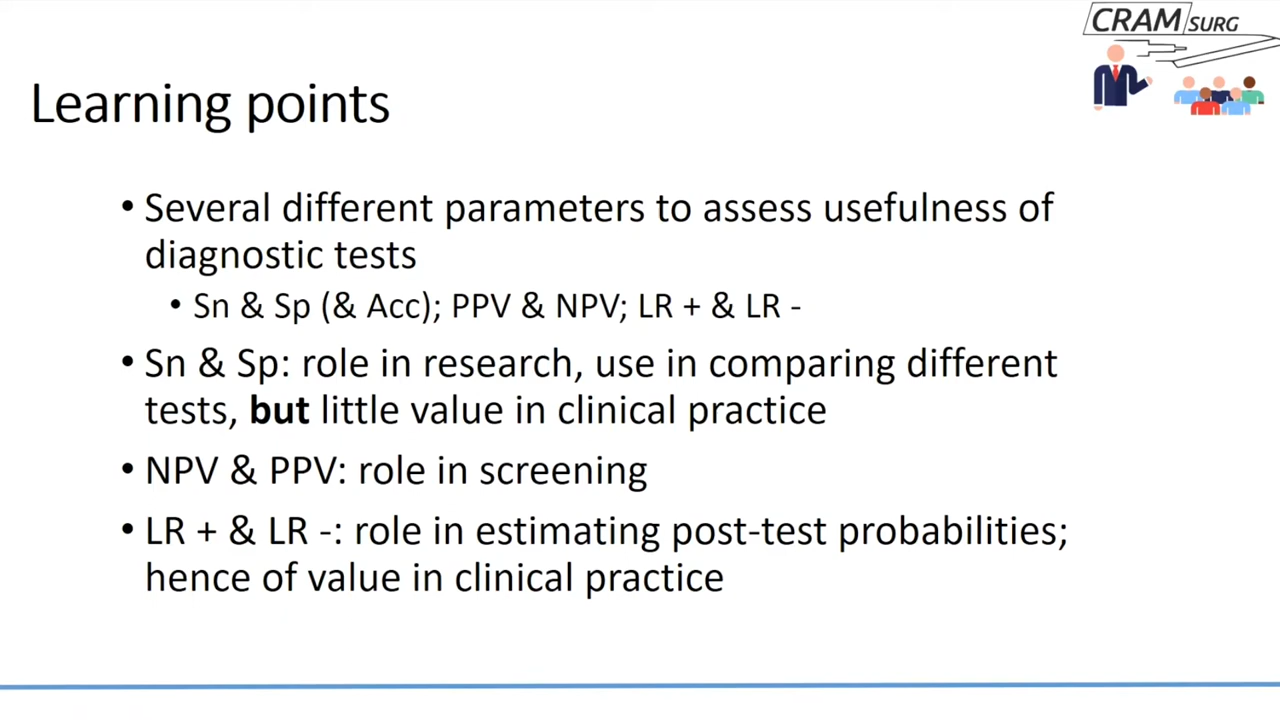 CRAM SURG
Learning points
• Several different parameters to assess usefulness of
diagnostic tests
• Sn & Sp (& Acc); PPV & NPV; LR + & LR -
• Sn & Sp: role in research, use in comparing different
tests, but little value in clinical practice
• NPV & PPV: role in screening
• LR + & LR -: role in estimating post-test probabilities;
hence of value in clinical practice